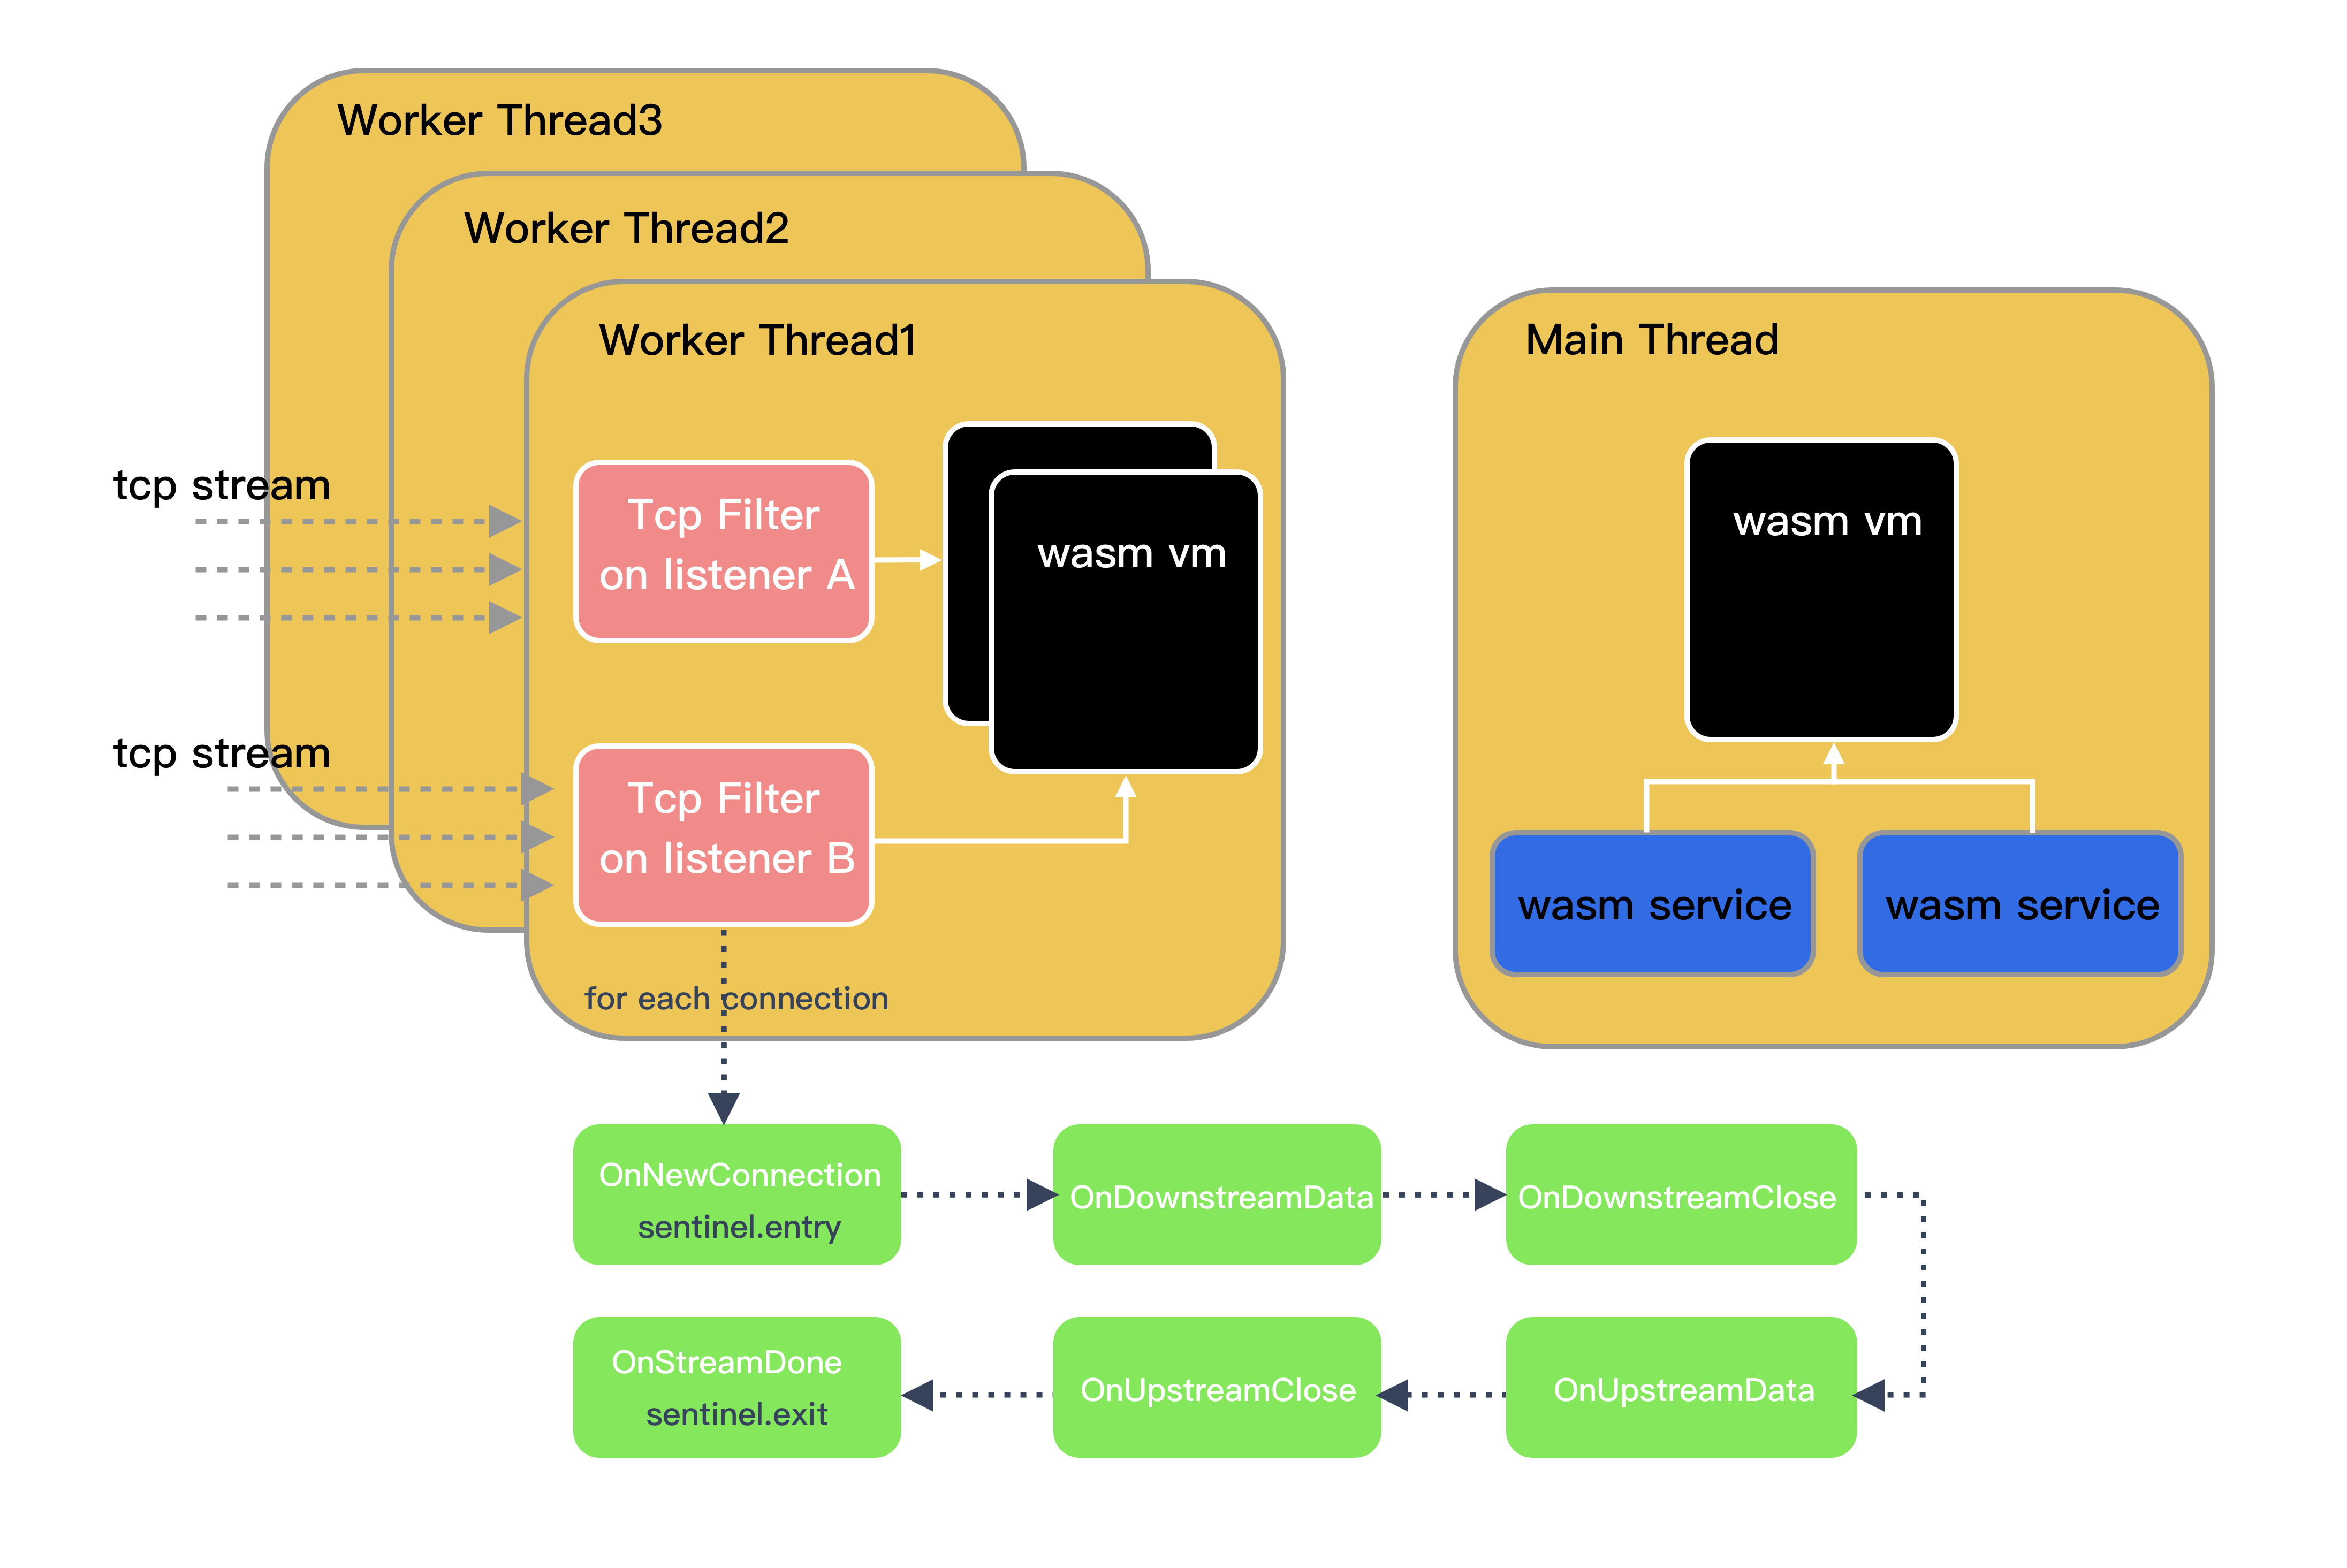 Worker Thread3
Worker Thread2
Worker Thread1
Main Thread
tcp stream
Tcp Filter
on listener A
wasm vm
wasm vm
tcp stream
Tcp Filter
on listener B
wasm service
wasm service
for each connection
OnNewConnection
sentinel.entry
OnDownstreamData
OnDownstreamClose
OnStreamDone
sentinel.exit
OnUpstreamClose
OnUpstreamData